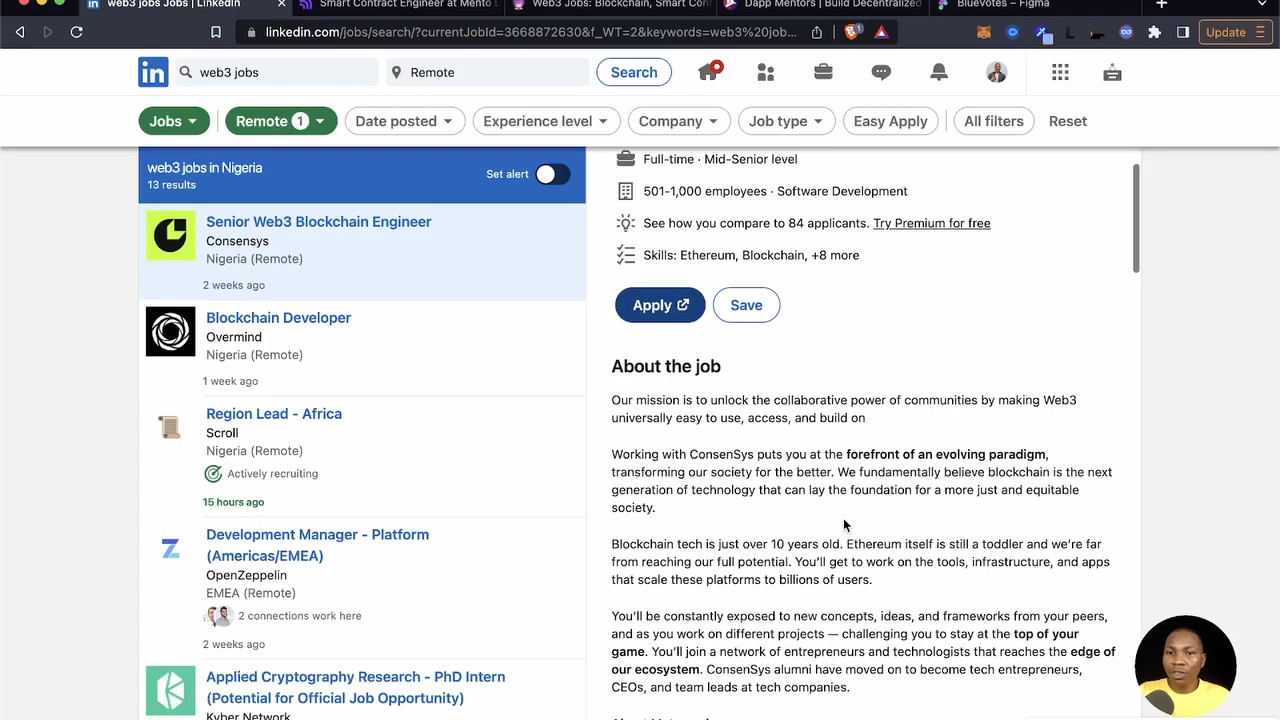 web3 jobs Jobs | LinkedIn
Smart Contract Engineer at Mento L
Web3 Jobs: Blockchain, Smart Cont
Dapp Mentors | Build Decentralized
BlueVotes – Figma
linkedin.com/jobs/search/?currentJobId=3668872630&f_WT=2&keywords=web3%20job...
1
Update
in
web3 jobs
Remote
Search
Jobs
Remote 1
Date posted
Experience level
Company
Job type
Easy Apply
All filters
Reset
web3 jobs in Nigeria
13 results
Set alert
Senior Web3 Blockchain Engineer
Consensys
Nigeria (Remote)
2 weeks ago
Blockchain Developer
Overmind
Nigeria (Remote)
1 week ago
Region Lead - Africa
Scroll
Nigeria (Remote)
Actively recruiting
15 hours ago
Development Manager - Platform
(Americas/EMEA)
OpenZeppelin
EMEA (Remote)
2 connections work here
2 weeks ago
Applied Cryptography Research - PhD Intern
(Potential for Official Job Opportunity)
Kyber Network
Full-time · Mid-Senior level
501-1,000 employees · Software Development
See how you compare to 84 applicants. Try Premium for free
Skills: Ethereum, Blockchain, +8 more
Apply
Save
About the job
Our mission is to unlock the collaborative power of communities by making Web3
universally easy to use, access, and build on
Working with ConsenSys puts you at the forefront of an evolving paradigm,
transforming our society for the better. We fundamentally believe blockchain is the next
generation of technology that can lay the foundation for a more just and equitable
society.
Blockchain tech is just over 10 years old. Ethereum itself is still a toddler and we're far
from reaching our full potential. You'll get to work on the tools, infrastructure, and apps
that scale these platforms to billions of users.
You'll be constantly exposed to new concepts, ideas, and frameworks from your peers,
and as you work on different projects — challenging you to stay at the top of your
game. You'll join a network of entrepreneurs and technologists that reaches the edge of
our ecosystem. ConsenSys alumni have moved on to become tech entrepreneurs,
CEOs, and team leads at tech companies.